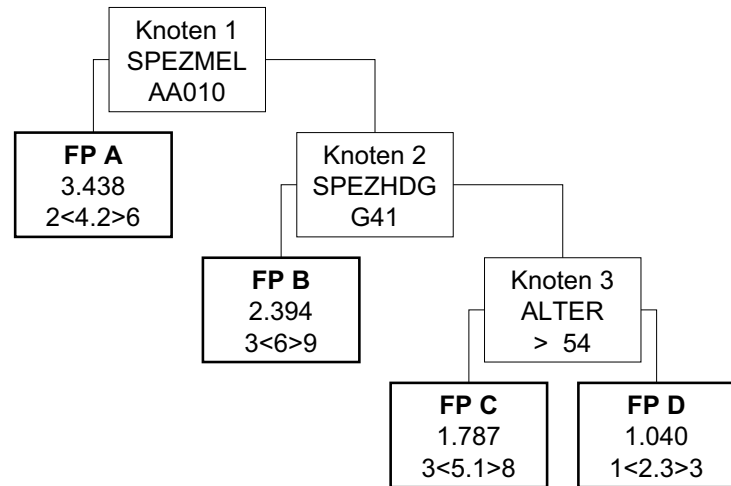 Knoten 1
SPEZMEL
AA010
FP A
3.438
2<4.2>6
Knoten 2
SPEZHDG
G41
FP B
2.394
3<6>9
Knoten 3
ALTER
> 54
FP C
1.787
3<5.1>8
FP D
1.040
1<2.3>3